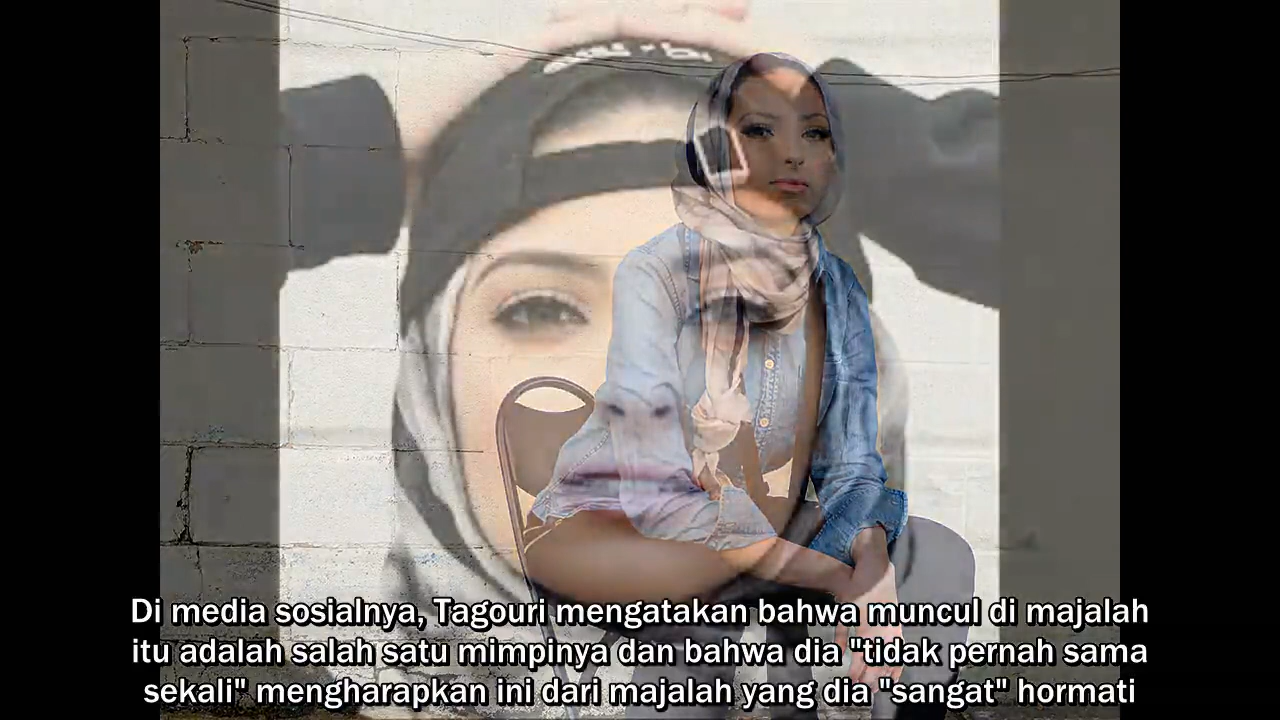 Di media sosialnya, Tagouri mengatakan bahwa muncul di majalah
itu adalah salah satu mimpinya dan bahwa dia "tidak pernah sama
sekali" mengharapkan ini dari majalah yang dia "sangat" hormati